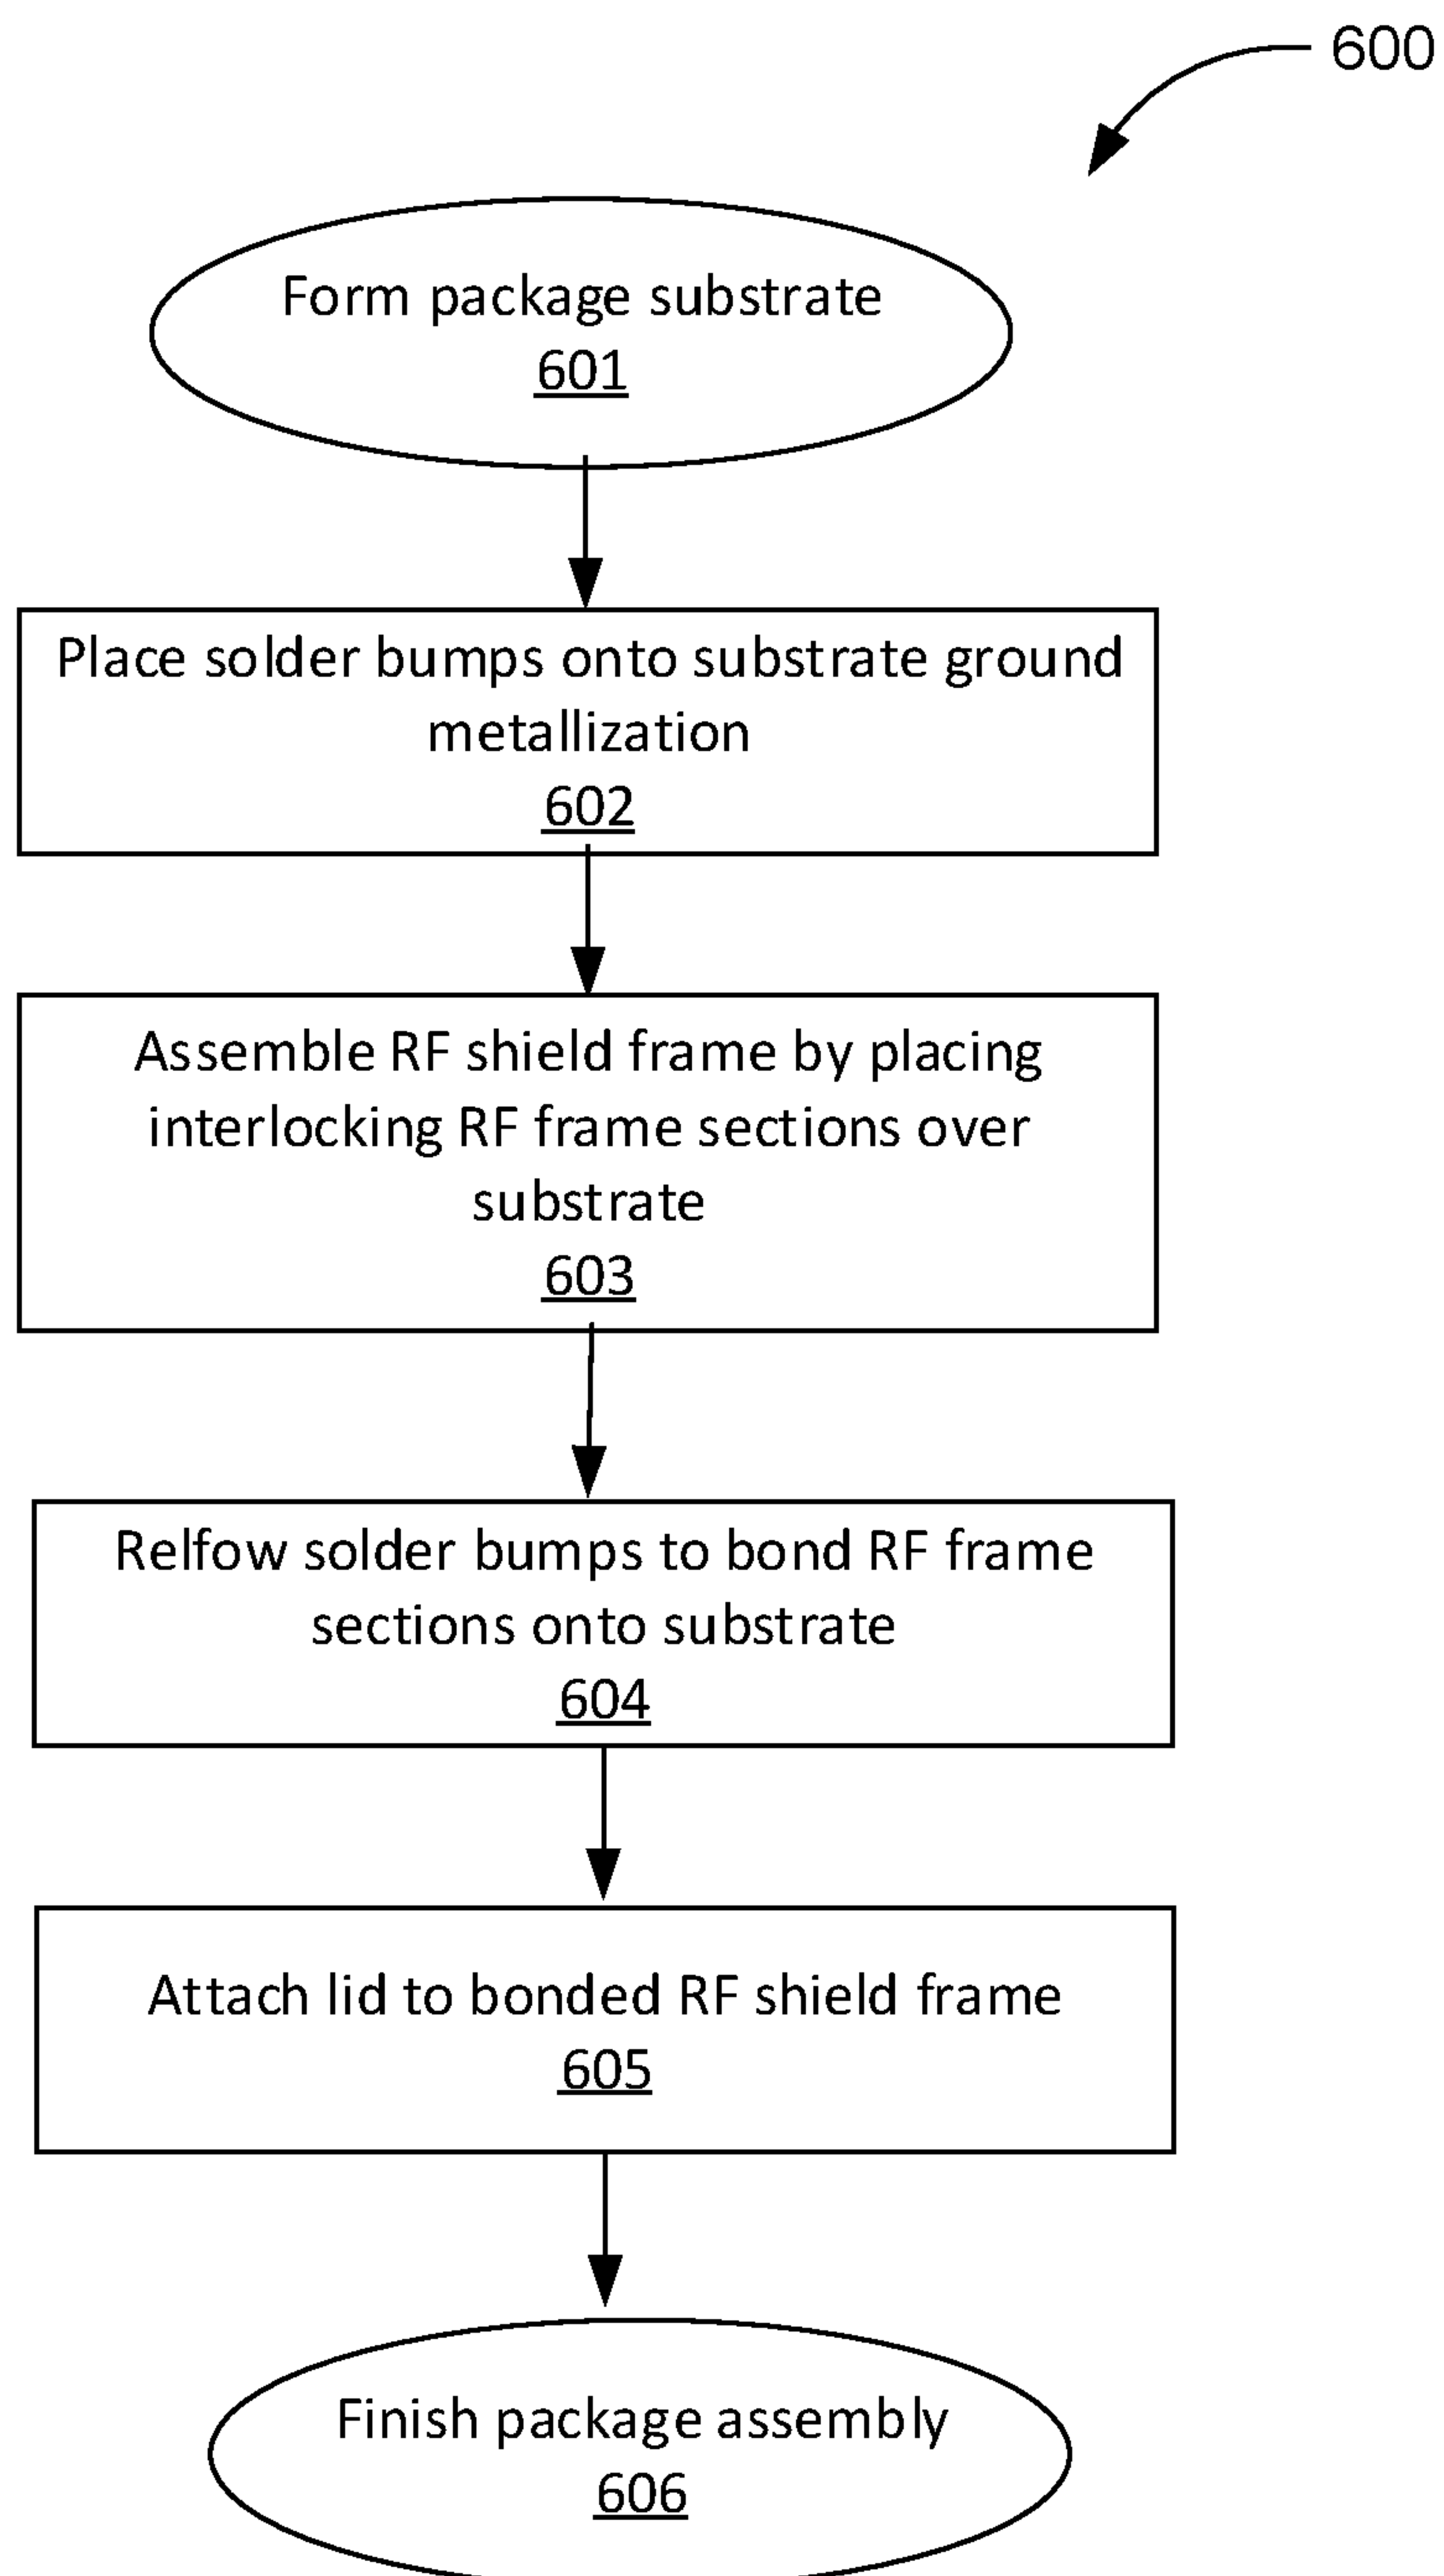 600
Form package substrate
601
Place solder bumps onto substrate ground
metallization
602
Assemble RF shield frame by placing
interlocking RF frame sections over
substrate
603
Relfow solder bumps to bond RF frame
sections onto substrate
604
Attach lid to bonded RF shield frame
605
Finish package assembly
606